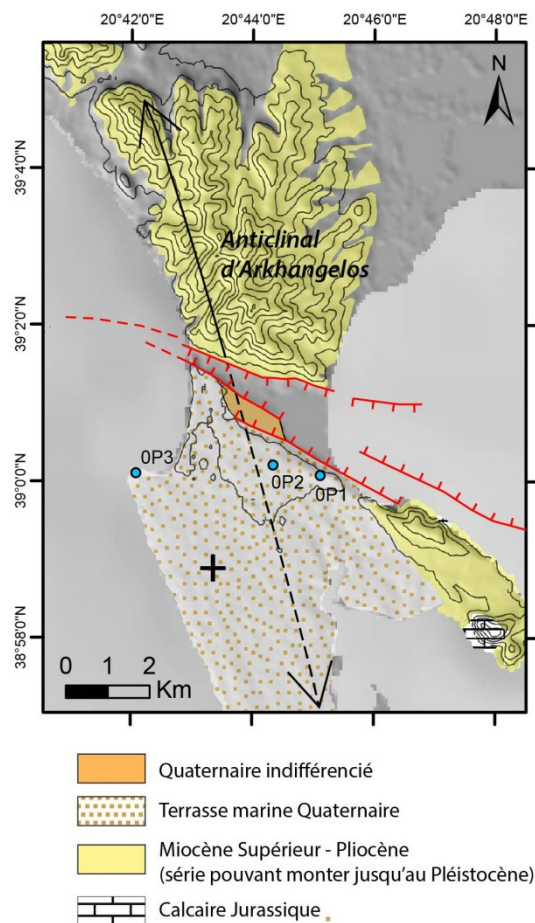 20°42'0"E 20°44'0"E 20°46'0"E 20°48'0"E
N
39°4'0"N
Anticlinal
d'Arkhangelos
39°2'0"N
0P3
0P2
0P1
39°0'0"N
38°58'0"N
0 1 2
Km
Quaternaire indifférencié
Terrasse marine Quaternaire
Miocène Supérieur - Pliocène
(série pouvant monter jusqu'au Pléistocène)
Calcaire Jurassique